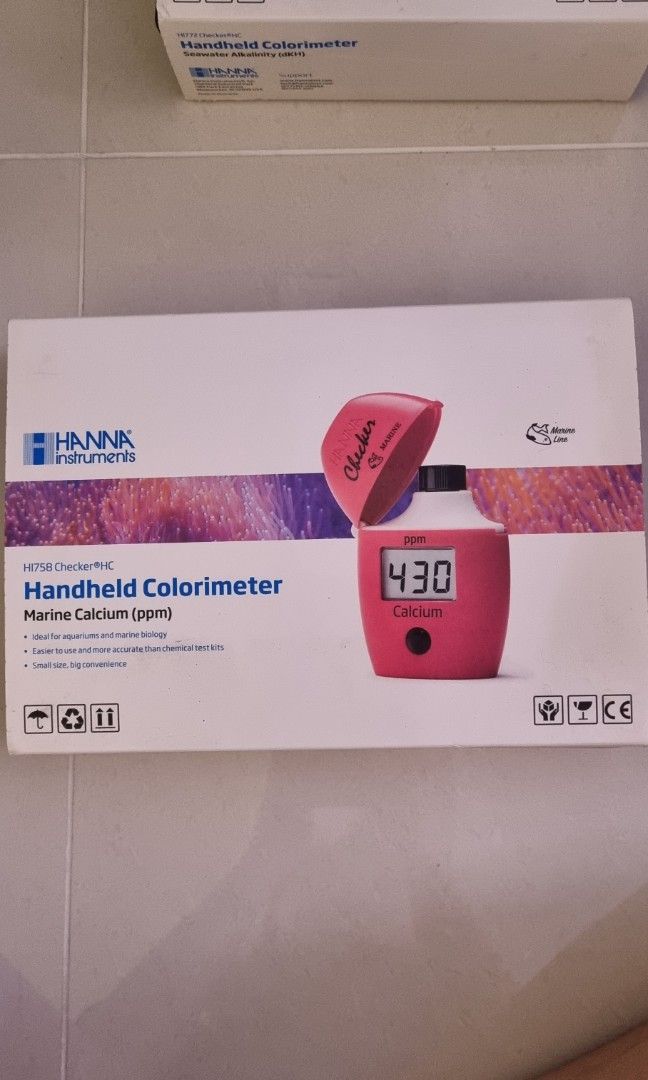 HI772 Checker®HC
Handheld Colorimeter
Seawater Alkalinity (dKH)
HANNA
instruments
Support
HANNA®
instruments
HANNA
Checker
MARINE
Marine
Line
HI758 Checker®HC
Handheld Colorimeter
Marine Calcium (ppm)
• Ideal for aquariums and marine biology
• Easier to use and more accurate than chemical test kits
• Small size, big convenience
ppm
430
Calcium
CE